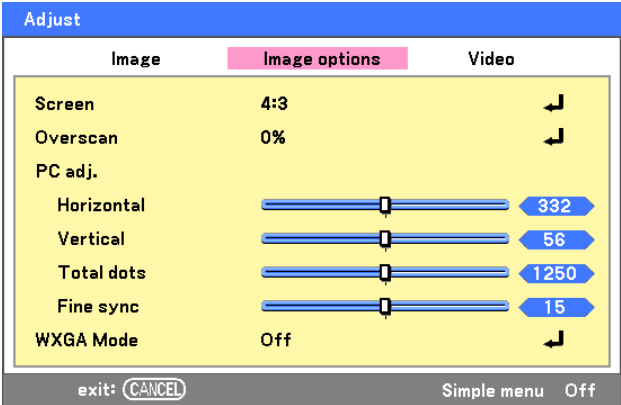 Adjust
Image Image options Video
Screen 4:3
Overscan 0%
PC adj.
Horizontal 332
Vertical 56
Total dots 1250
Fine sync 15
WXGA Mode Off
exit: CANCEL Simple menu Off